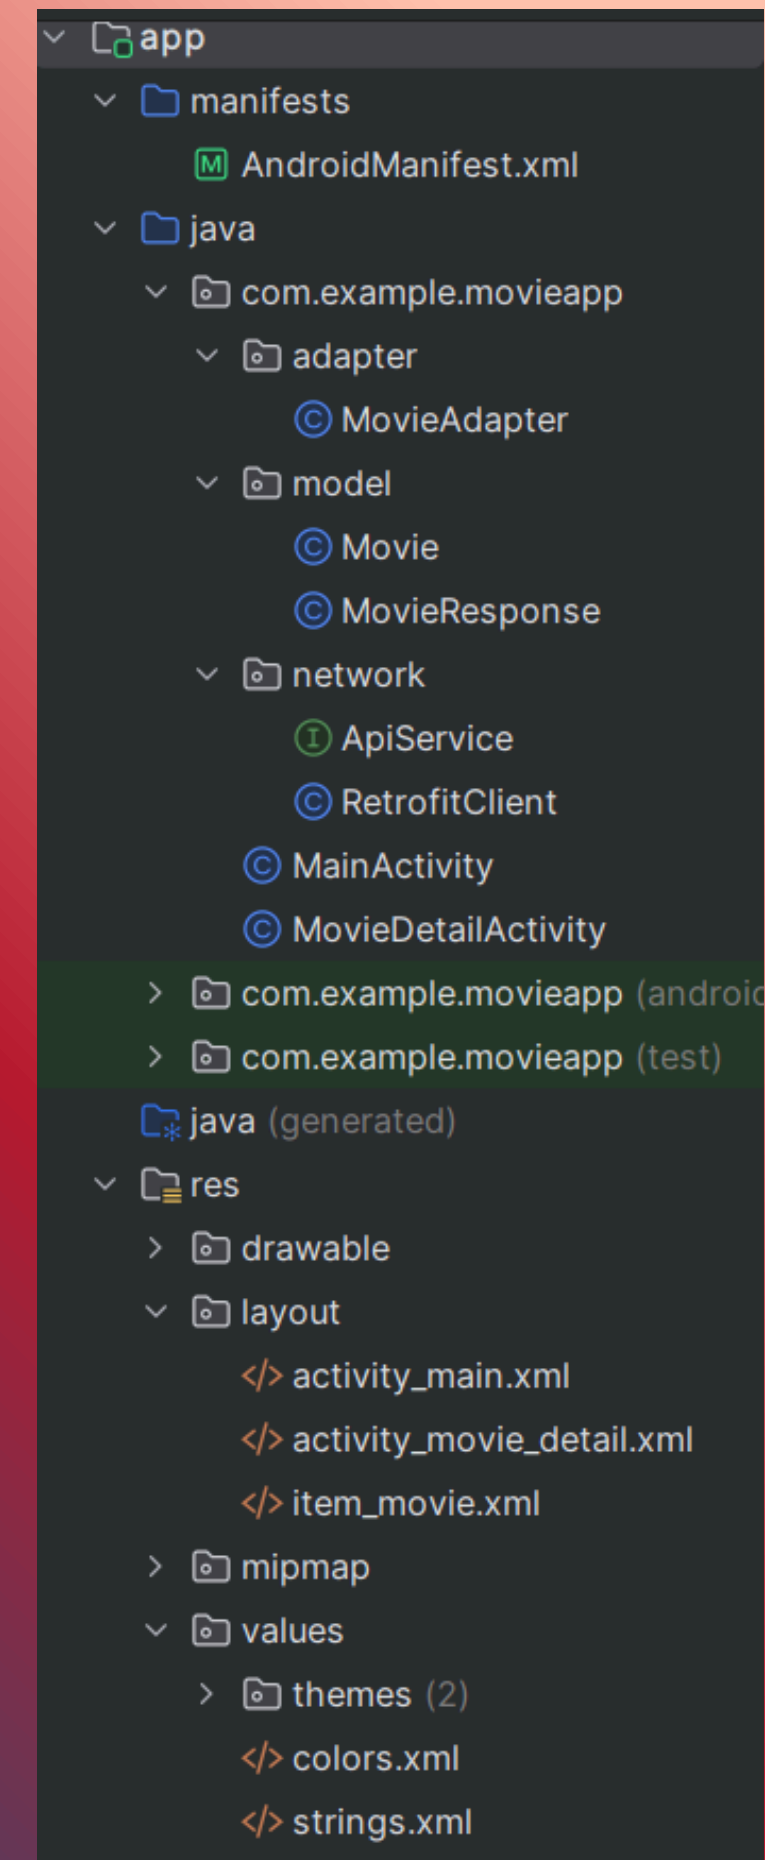 app
manifests
M AndroidManifest.xml
java
com.example.movieapp
adapter
C MovieAdapter
model
C Movie
C MovieResponse
network
I ApiService
C RetrofitClient
C MainActivity
C MovieDetailActivity
com.example.movieapp (android
com.example.movieapp (test)
java (generated)
res
drawable
layout
</> activity_main.xml
</> activity_movie_detail.xml
</> item_movie.xml
mipmap
values
themes (2)
</> colors.xml
</> strings.xml